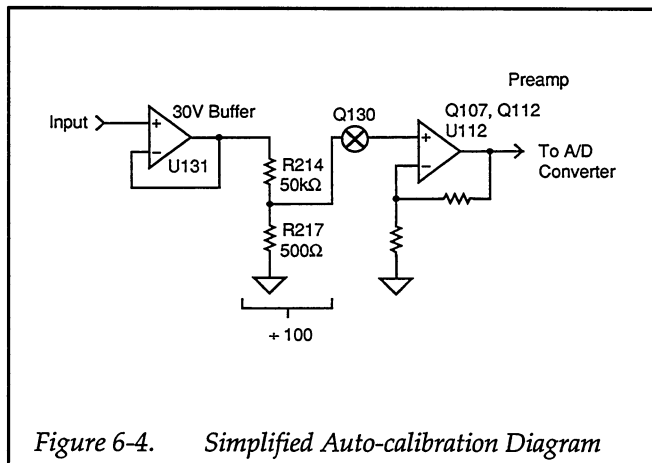 Preamp
30V Buffer
Q130
Q107, Q112
U112
Input
+
-
U131
+
-
To A/D
Converter
R214
50kΩ
R217
500Ω
÷ 100
Figure 6-4. Simplified Auto-calibration Diagram